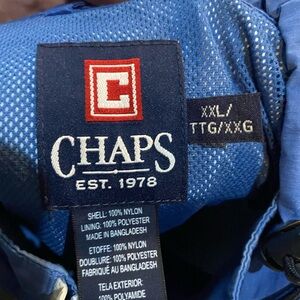 C
CHAPS
EST. 1978
XXL/
TTG/XXG
SHELL: 100% NYLON
LINING: 100% POLYESTER
MADE IN BANGLADESH
ETOFFE: 100% NYLON
DOUBLURE: 100% POLYESTER
FABRIQUÉ AU BANGLADESH
TELA EXTERIOR:
100% POLYAMIDE